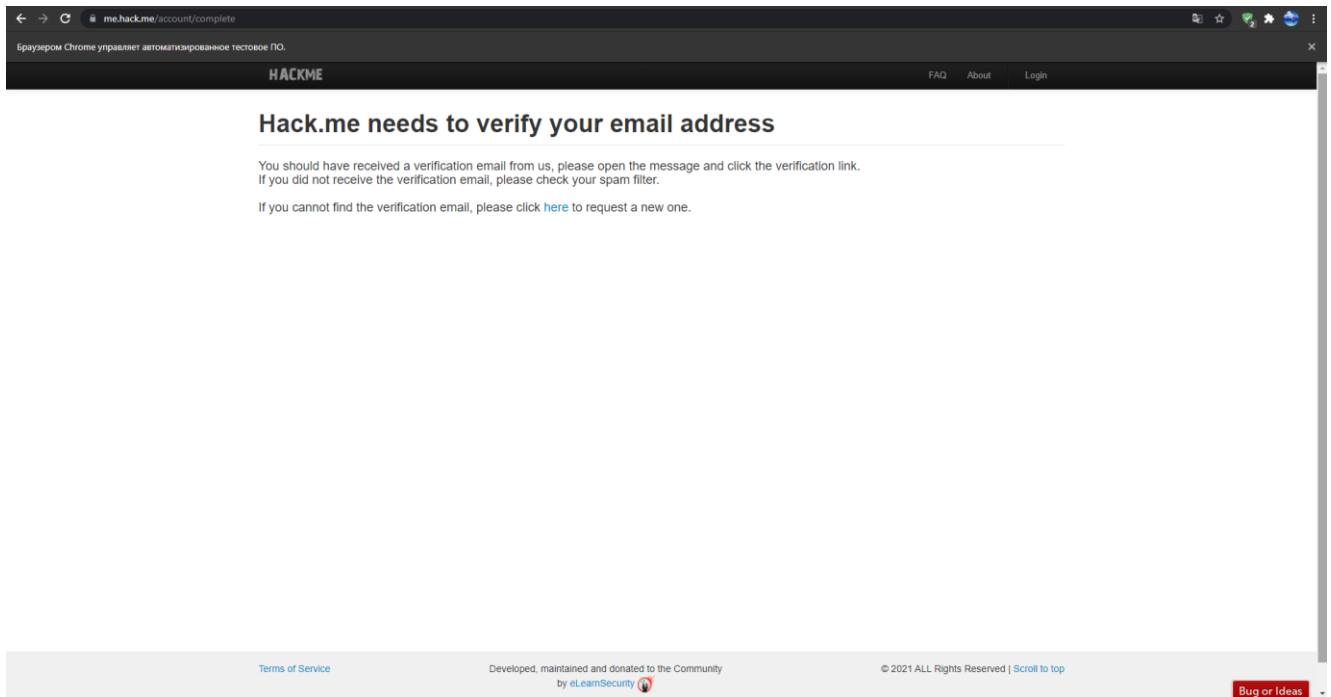 me.hack.me/account/complete
Браузером Chrome управляет автоматизированное тестовое ПО.
HACKME
FAQ About Login
Hack.me needs to verify your email address
You should have received a verification email from us, please open the message and click the verification link.
If you did not receive the verification email, please check your spam filter.
If you cannot find the verification email, please click here to request a new one.
Terms of Service
Developed, maintained and donated to the Community
by eLearnSecurity
© 2021 ALL Rights Reserved | Scroll to top
Bug or Ideas